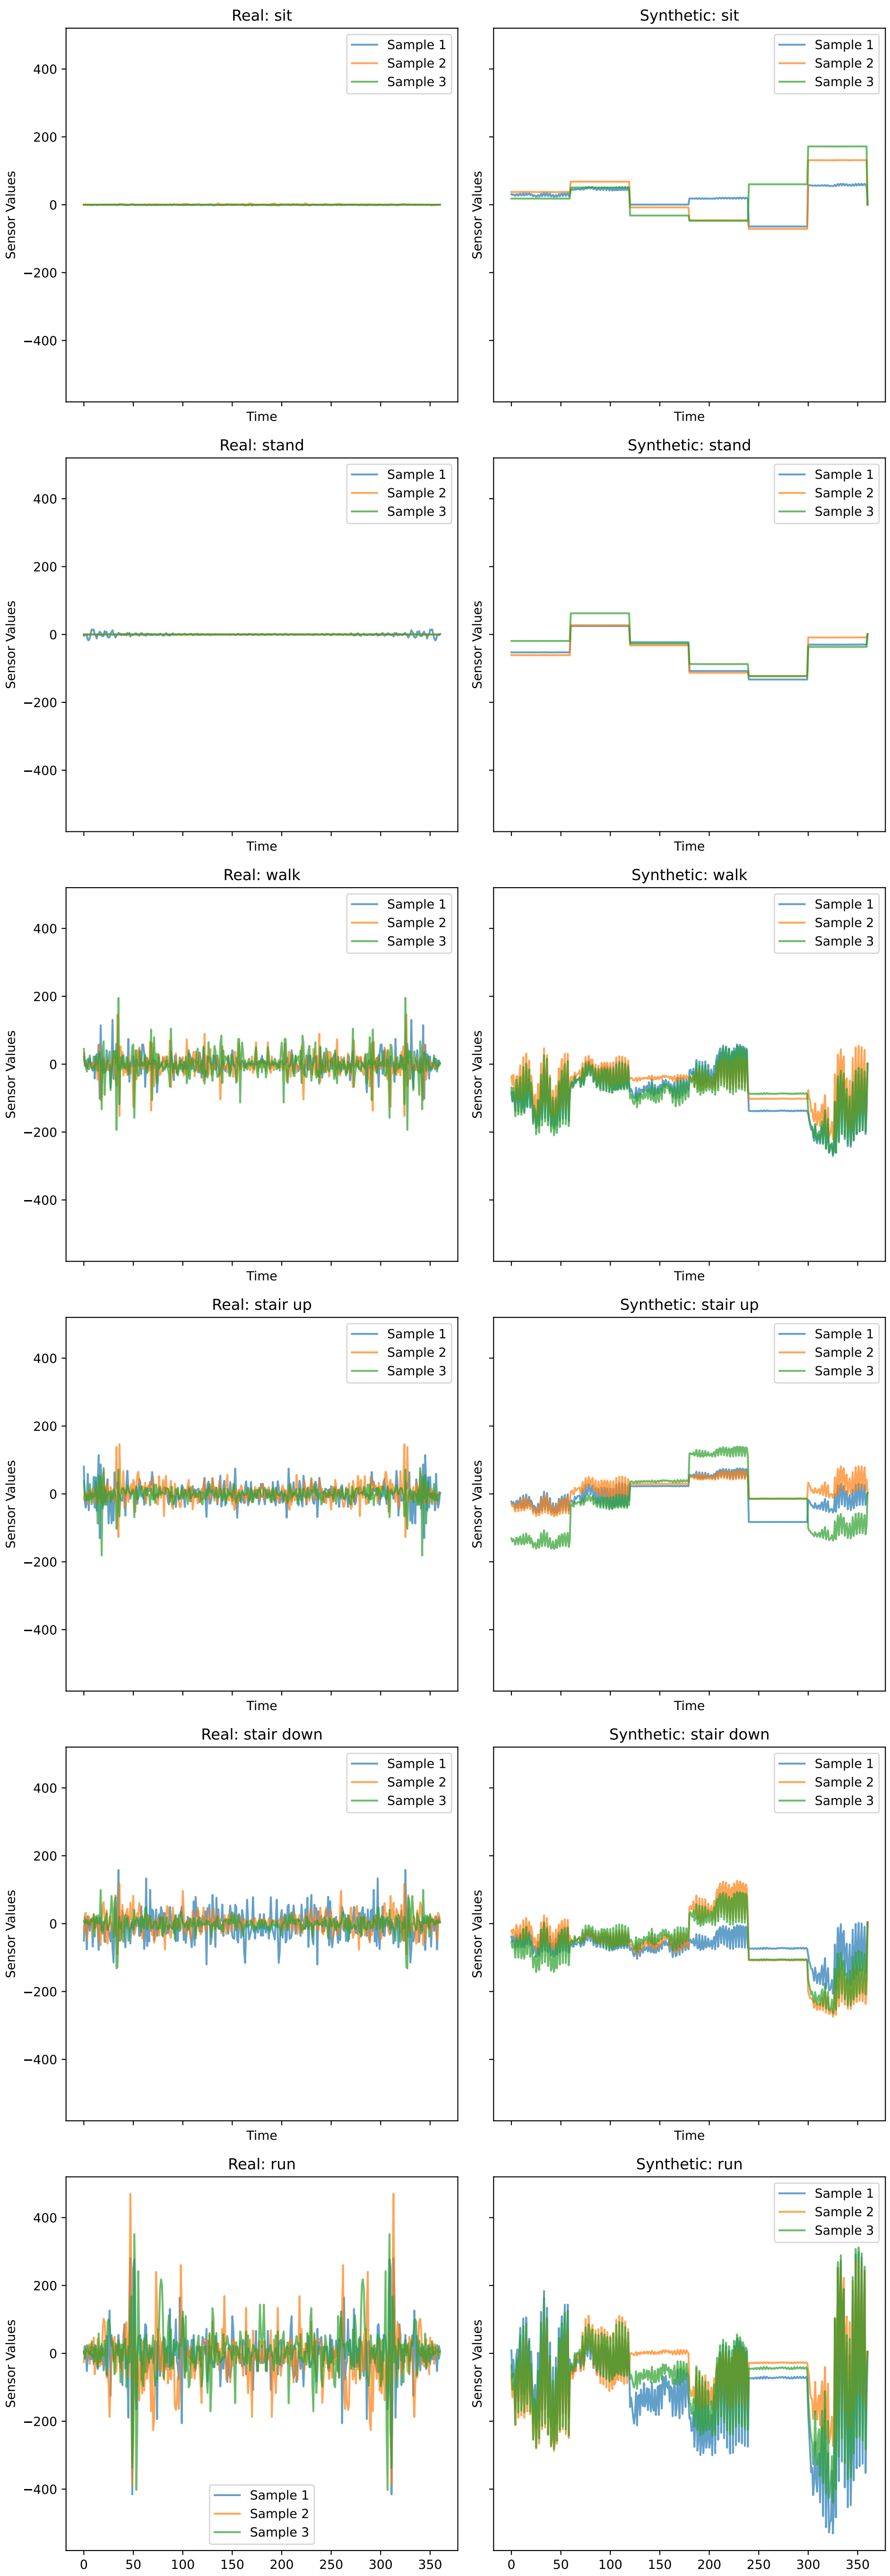 Real: sit
Synthetic: sit
400
200
0
−200
−400
Sensor Values
Sample 1
Sample 2
Sample 3
Time
Sensor Values
Sample 1
Sample 2
Sample 3
Time
Real: stand
Synthetic: stand
400
200
0
−200
−400
Sensor Values
Sample 1
Sample 2
Sample 3
Time
Sensor Values
Sample 1
Sample 2
Sample 3
Time
Real: walk
Synthetic: walk
400
200
0
−200
−400
Sensor Values
Sample 1
Sample 2
Sample 3
Time
Sensor Values
Sample 1
Sample 2
Sample 3
Time
Real: stair up
Synthetic: stair up
400
200
0
−200
−400
Sensor Values
Sample 1
Sample 2
Sample 3
Time
Sensor Values
Sample 1
Sample 2
Sample 3
Time
Real: stair down
Synthetic: stair down
400
200
0
−200
−400
Sensor Values
Sample 1
Sample 2
Sample 3
Time
Sensor Values
Sample 1
Sample 2
Sample 3
Time
Real: run
Synthetic: run
400
200
0
−200
−400
Sensor Values
Sample 1
Sample 2
Sample 3
0 50 100 150 200 250 300 350
Sensor Values
Sample 1
Sample 2
Sample 3
0 50 100 150 200 250 300 350